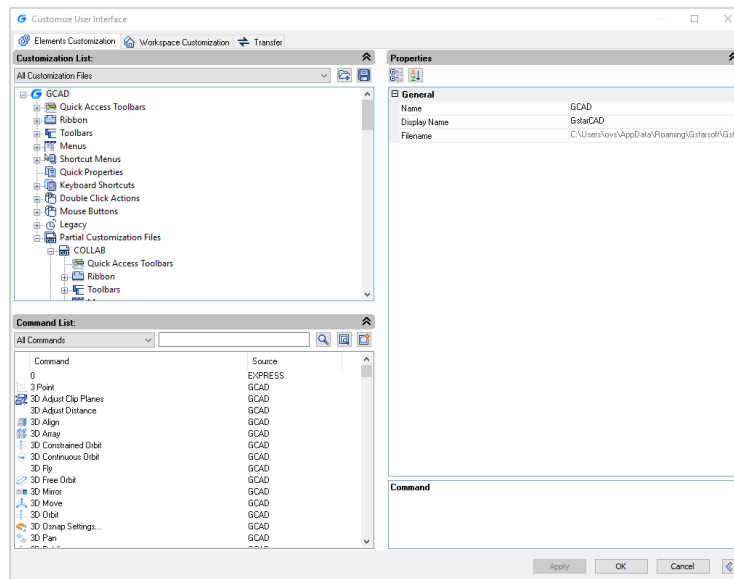 Customize User Interface
Elements Customization Workspace Customization Transfer
Customization List:
All Customization Files
GCAD
Quick Access Toolbars
Ribbon
Toolbars
Menus
Shortcut Menus
Quick Properties
Keyboard Shortcuts
Double Click Actions
Mouse Buttons
Legacy
Partial Customization Files
COLLAB
Quick Access Toolbars
Ribbon
Toolbars
Command List:
All Commands
Command Source
0 EXPRESS
3 Point GCAD
3D Adjust Clip Planes GCAD
3D Adjust Distance GCAD
3D Align GCAD
3D Array GCAD
3D Constrained Orbit GCAD
3D Continuous Orbit GCAD
3D Fly GCAD
3D Free Orbit GCAD
3D Mirror GCAD
3D Move GCAD
3D Orbit GCAD
3D Osnap Settings... GCAD
3D Pan GCAD
Properties
General
Name GCAD
Display Name GstarCAD
Filename C:\Users\ovs\AppData\Roaming\Gstarsoft\Gst
Command
Apply OK Cancel